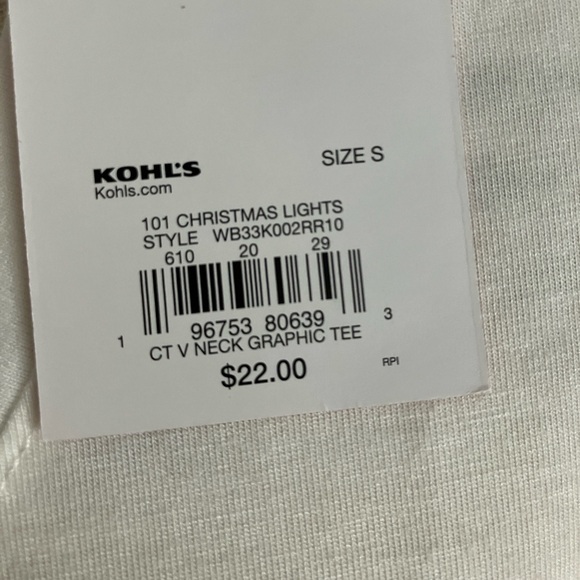 KOHL'S
Kohls.com
SIZE S
101 CHRISTMAS LIGHTS
STYLE WB33K002RR10
610 20 29
1 96753 80639 3
CT V NECK GRAPHIC TEE
$22.00
RPI